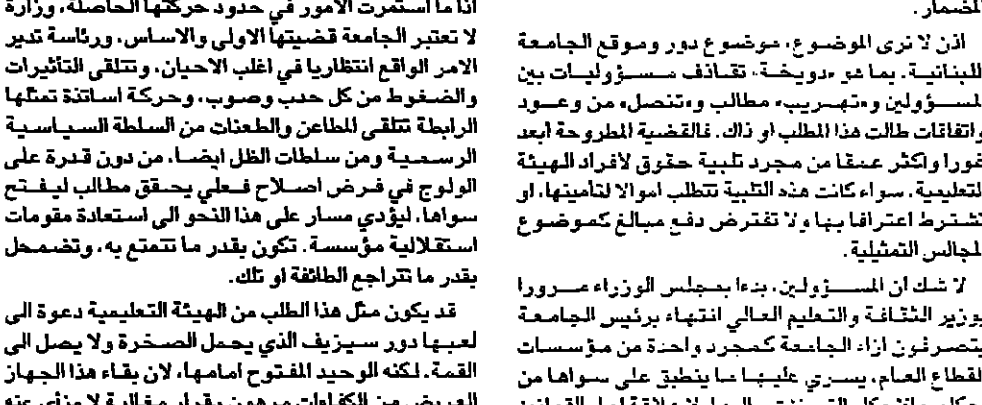 المضمار.
اذن لا نرى الموضوع، موضوع دور وموقع الجامعة
اللبنانية. بما هو «دويخة» تقاذف مسؤوليات بين
المسؤولين و«تهريب» مطالب و«تنصل» من وعود
واتفاقات طالت هذا المطلب او ذاك. فالقضية المطروحة ابعد
غورا واكثر عمقا من مجرد تلبية حقوق لأفراد الهيئة
التعليمية، سواء كانت هذه التلبية تتطلب اموالا لتأمينها، او
تشترط اعترافا بها ولا تفترض دفع مبالغ كموضوع
المجالس التمثيلية.
لا شك أن المسؤولين، بدءا بمجلس الوزراء مرورا
بوزير الثقافة والتعليم العالي انتهاء برئيس الجامعة
يتصرفون ازاء الجامعة كمجرد واحدة من مؤسسات
القطاع العام، يسري عليها ما ينطبق على سواها من
اذا ما استمرت الامور في حدود حركتها الحاصلة، وزارة
لا تعتبر الجامعة قضيتها الاولى والاساس، ورئاسة تدير
الامر الواقع انتظاريا في اغلب الاحيان، وتتلقى التأثيرات
والضغوط من كل حدب وصوب، وحركة اساتذة تمثلها
الرابطة تتلقى المطاعن والطعنات من السلطة السياسية
الرسمية ومن سلطات الظل ايضا، من دون قدرة على
الولوج في فرض اصلاح فعلي يحقق مطالب ليفتح
سواها، ليؤدي مسار على هذا النحو الى استعادة مقومات
استقلالية مؤسسة. تكون بقدر ما تتمتع به، وتضمحل
بقدر ما تتراجع الطائفة او تلك.
قد يكون مثل هذا الطلب من الهيئة التعليمية دعوة الى
لعبها دور سيزيف الذي يحمل الصخرة ولا يصل الى
القمة. لكنه الوحيد المفتوح امامها، لان بقاء هذا الجهاز
العريض من الكفاءات مرهون بقرار